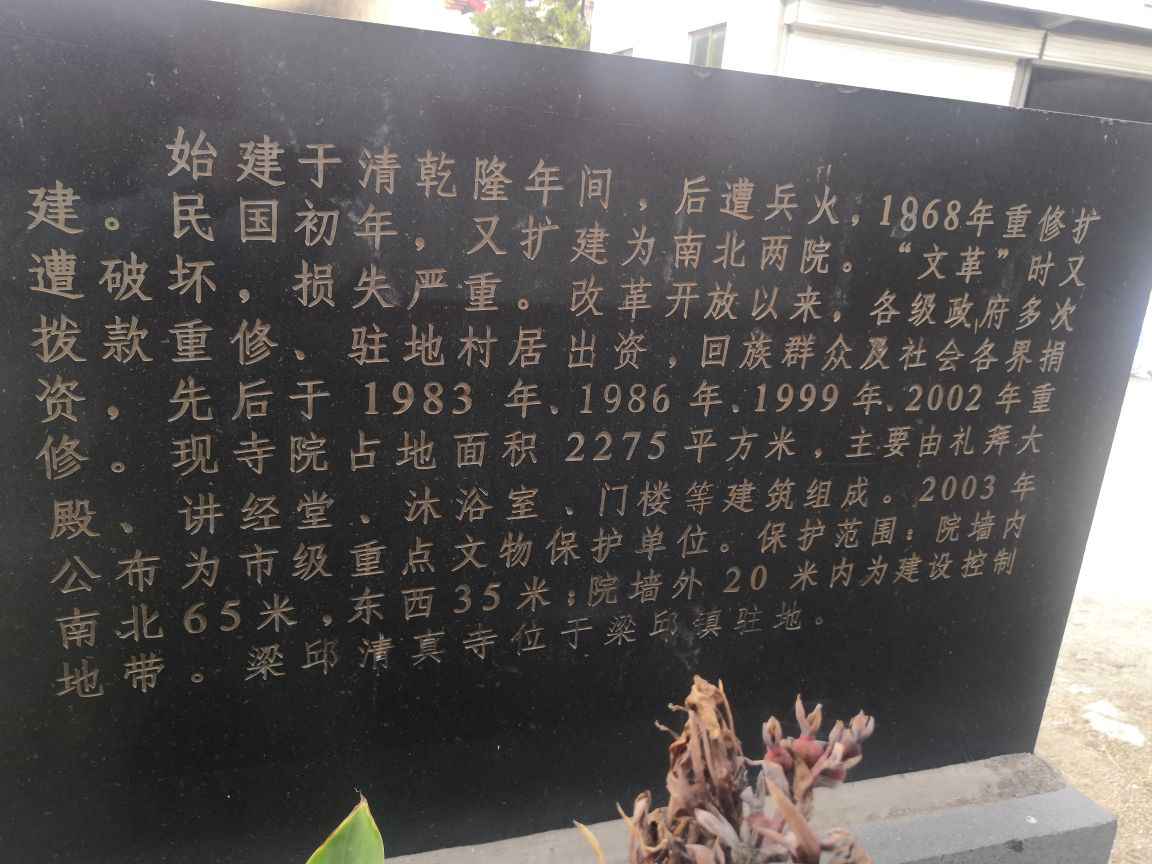 始建于清乾隆年间，后遭兵火，1868年重修扩
建。民国初年，又扩建为南北两院。“文革”时又
遭破坏，损失严重。改革开放以来，各级政府多次
拨款重修、驻地村居出资，回族群众及社会各界捐
资，先后于 1983 年、1986 年、1999 年、2002 年重
修。现寺院占地面积 2275 平方米，主要由礼拜大
殿、讲经堂、沐浴室、门楼等建筑组成。2003 年
公布为市级重点文物保护单位。保护范围：院墙内
南北 65 米，东西 35 米；院墙外 20 米内为建设控制
地带。梁邱清真寺位于梁邱镇驻地。